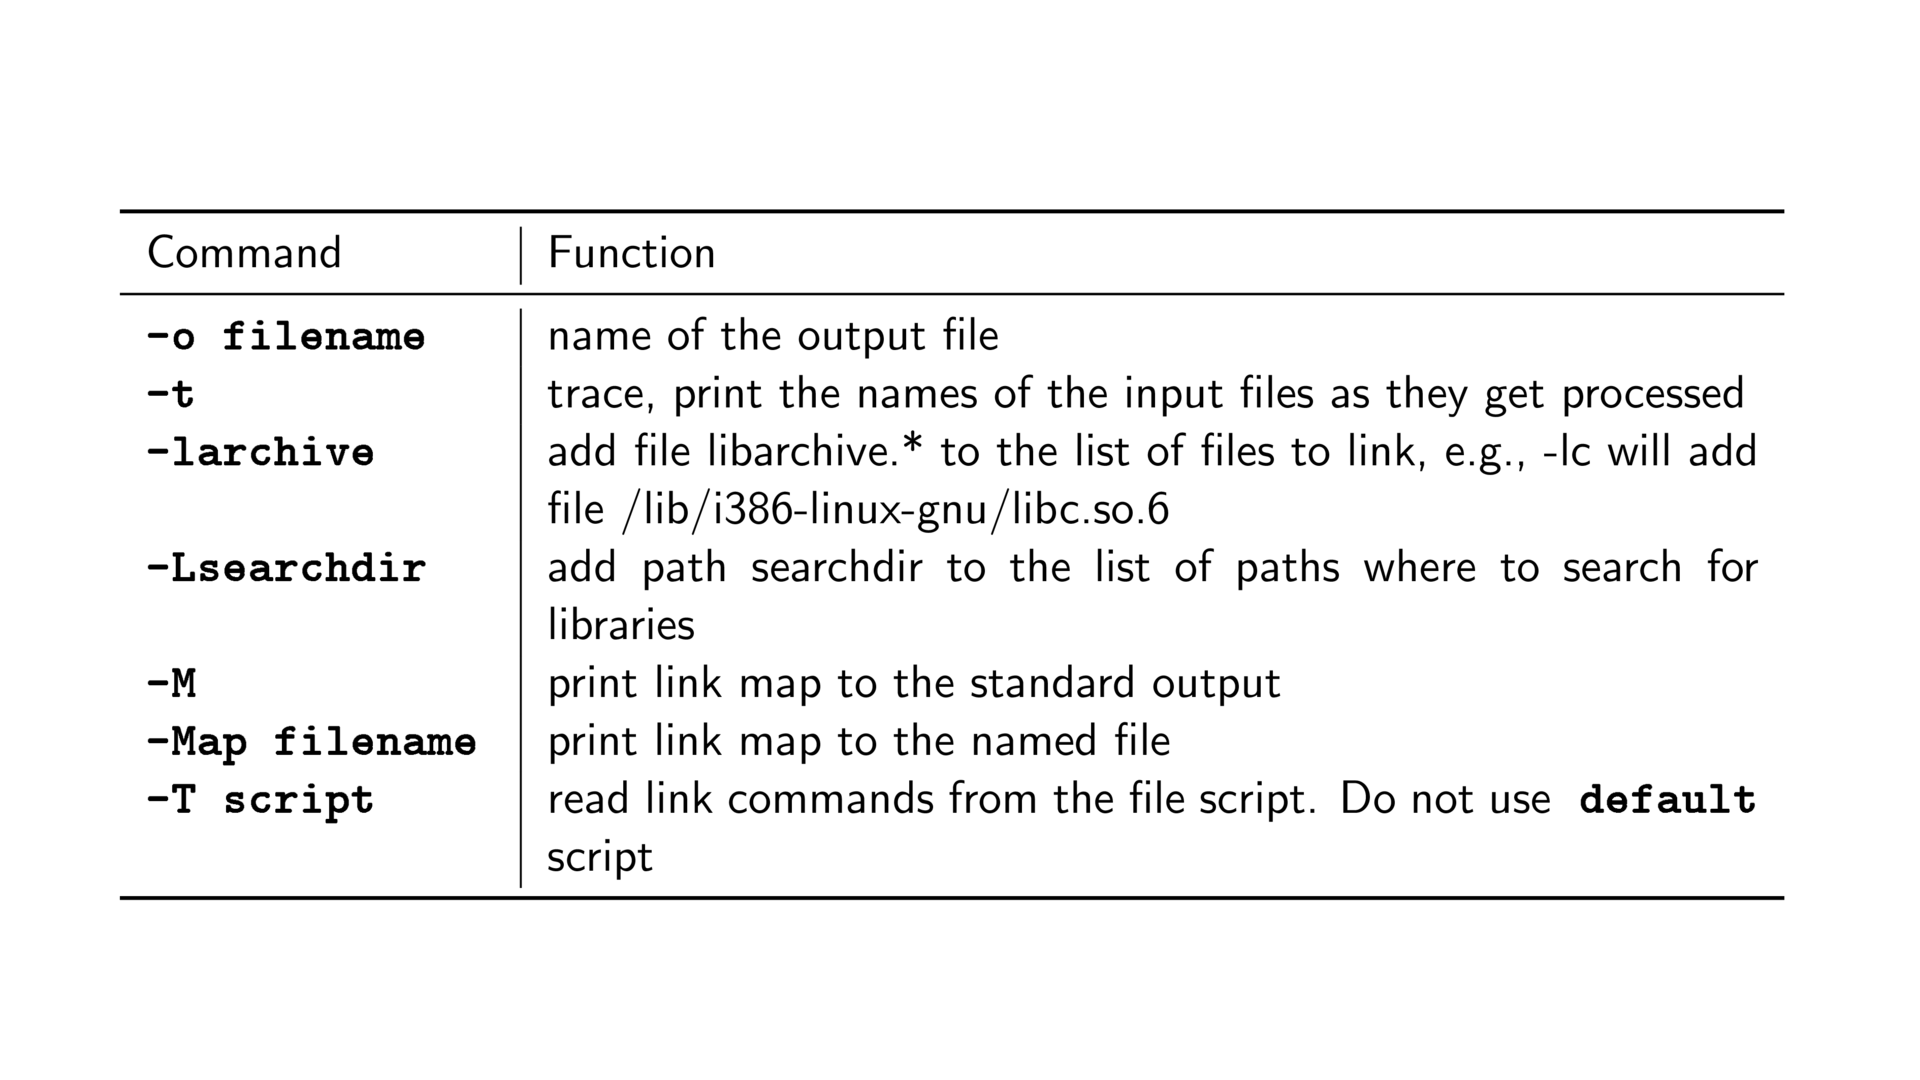 Command Function
-o filename name of the output file
-t trace, print the names of the input files as they get processed
-larchive add file libarchive.* to the list of files to link, e.g., -lc will add
file /lib/i386-linux-gnu/libc.so.6
-Lsearchdir add path searchdir to the list of paths where to search for
libraries
-M print link map to the standard output
-Map filename print link map to the named file
-T script read link commands from the file script. Do not use default
script